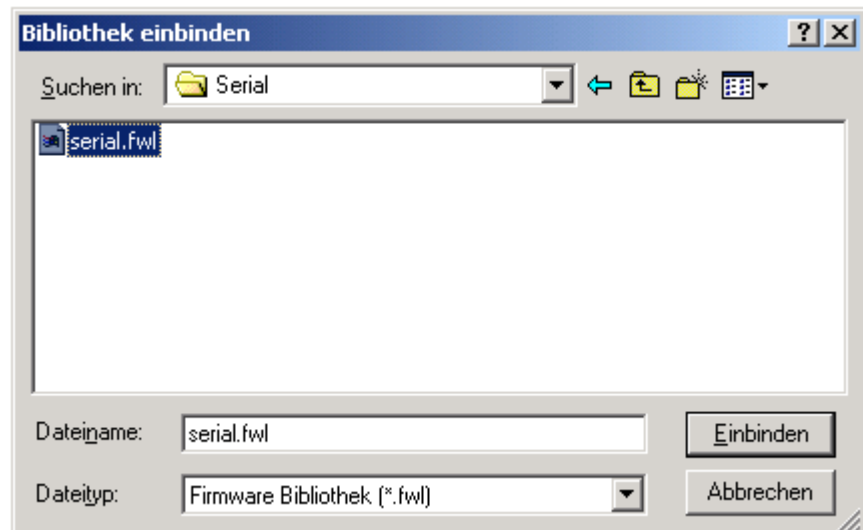 Bibliothek einbinden
Suchen in: Serial
serial.fwl
Dateiname: serial.fwl Einbinden
Dateityp: Firmware Bibliothek (*.fwl) Abbrechen